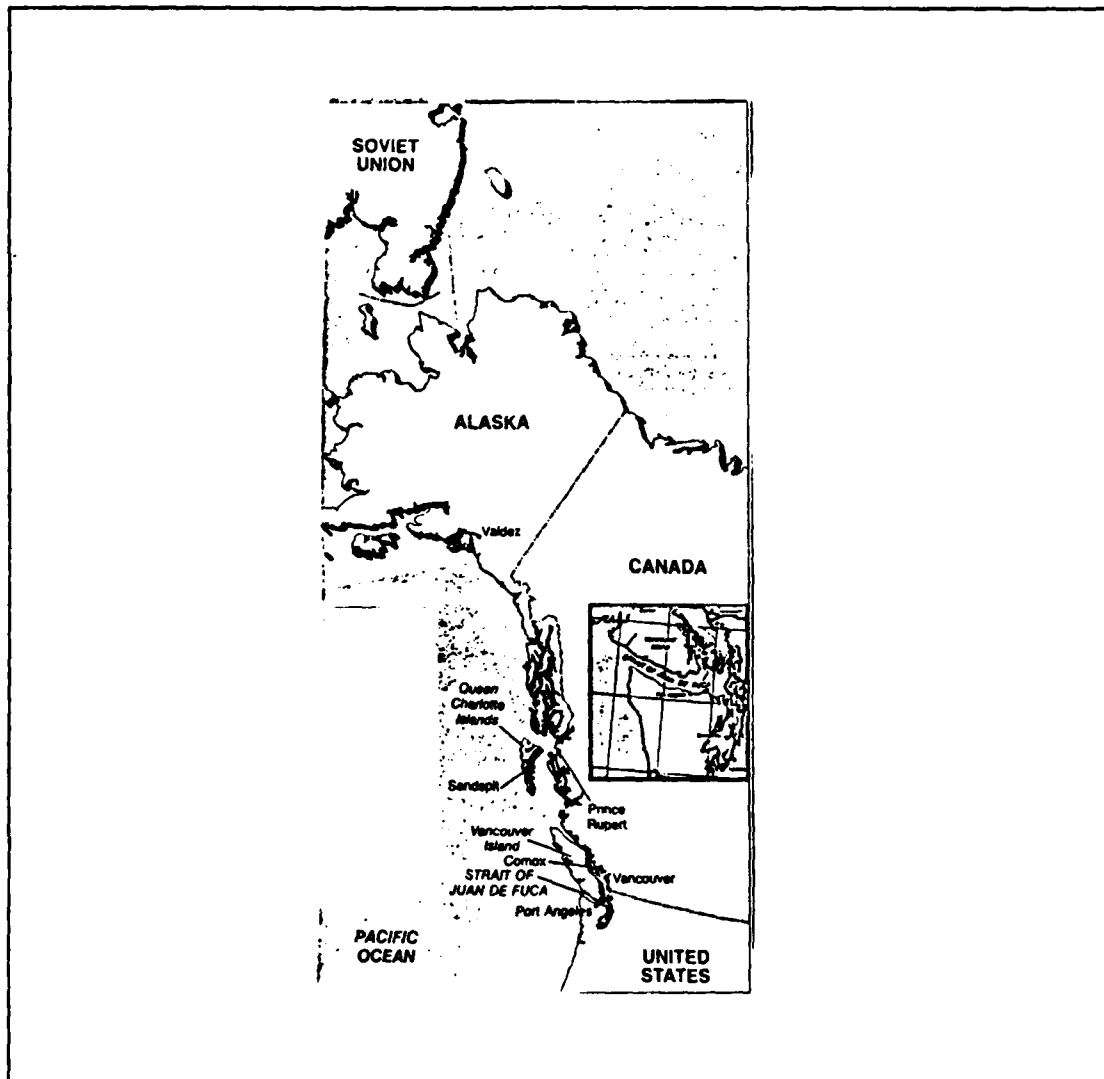 SOVIET
UNION
ALASKA
Valdez
CANADA
Queen
Charlotte
Islands
Sandspit
Prince
Rupert
Vancouver
Island
Comox
Vancouver
STRAIT OF
JUAN DE FUCA
Port Angeles
PACIFIC
OCEAN
UNITED
STATES